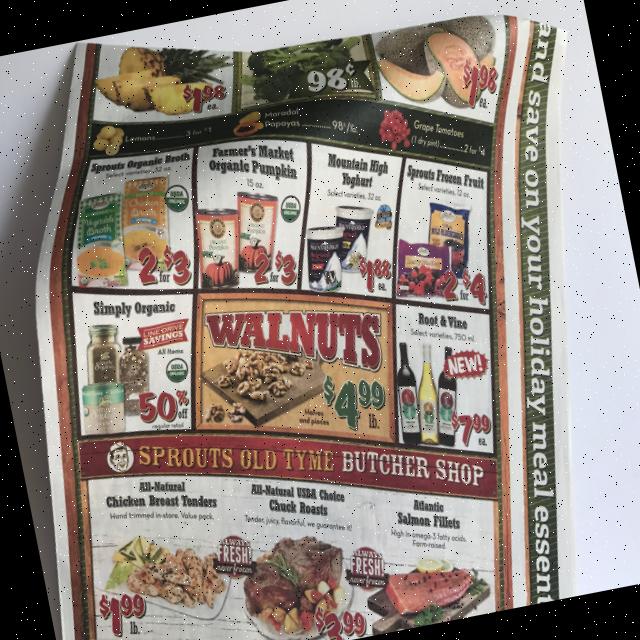 $1.98 ea.
98¢
$1.98 ea.
Lemons 3 for $1
Maradol Papayas 98¢/lb.
Grape Tomatoes
(dry pint) 2 for $4
Sprouts Organic Broth
Select varieties, 32 oz.
2 for $3
Farmer's Market
Organic Pumpkin
15 oz.
2 for $3
Mountain High
Yoghurt
Select varieties, 32 oz.
$1.88 ea.
Sprouts Frozen Fruit
Select varieties, 12 oz.
2 for $4
Simply Organic
LINE DRIVE
SAVINGS
All Items
50% off
regular retail
WALNUTS
Halves
and pieces
$4.99 lb.
Root & Vine
Select varieties, 750 ml.
NEW!
$7.99 ea.
SPROUTS OLD TYME BUTCHER SHOP
All-Natural
Chicken Breast Tenders
Hand trimmed in-store. Value pack.
$1.99 lb.
All-Natural USDA Choice
Chuck Roasts
Tender, juicy, flavorful, we guarantee it!
ALWAYS
FRESH!
never frozen
$3.99
Atlantic
Salmon Fillets
High in omega-3 fatty acids.
Farm-raised.
ALWAYS
FRESH!
never frozen
and save on your holiday meal essen